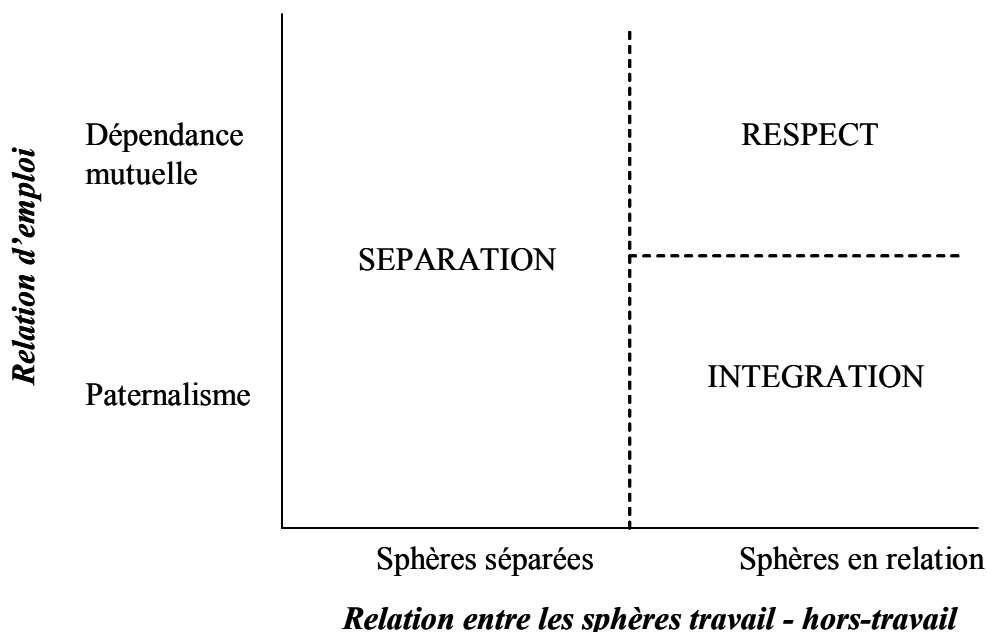 Relation d'emploi
Dépendance
mutuelle
Paternalisme
SEPARATION
RESPECT
INTEGRATION
Sphères séparées
Sphères en relation
Relation entre les sphères travail - hors-travail